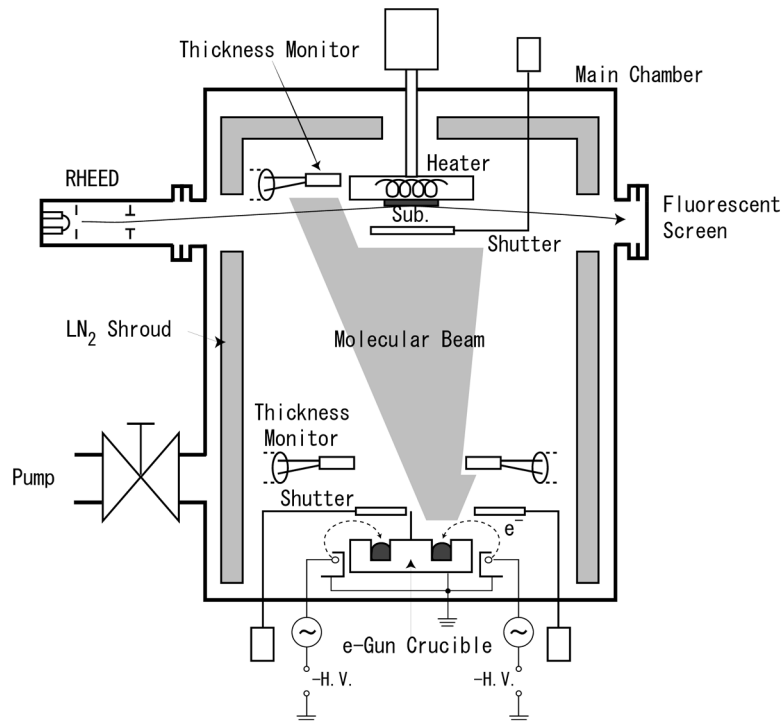 Thickness Monitor
Main Chamber
RHEED
Heater
Sub.
Shutter
Fluorescent
Screen
LN₂ Shroud
Molecular Beam
Thickness
Monitor
Pump
Shutter
e⁻
e-Gun Crucible
~
~
-H.V.
-H.V.